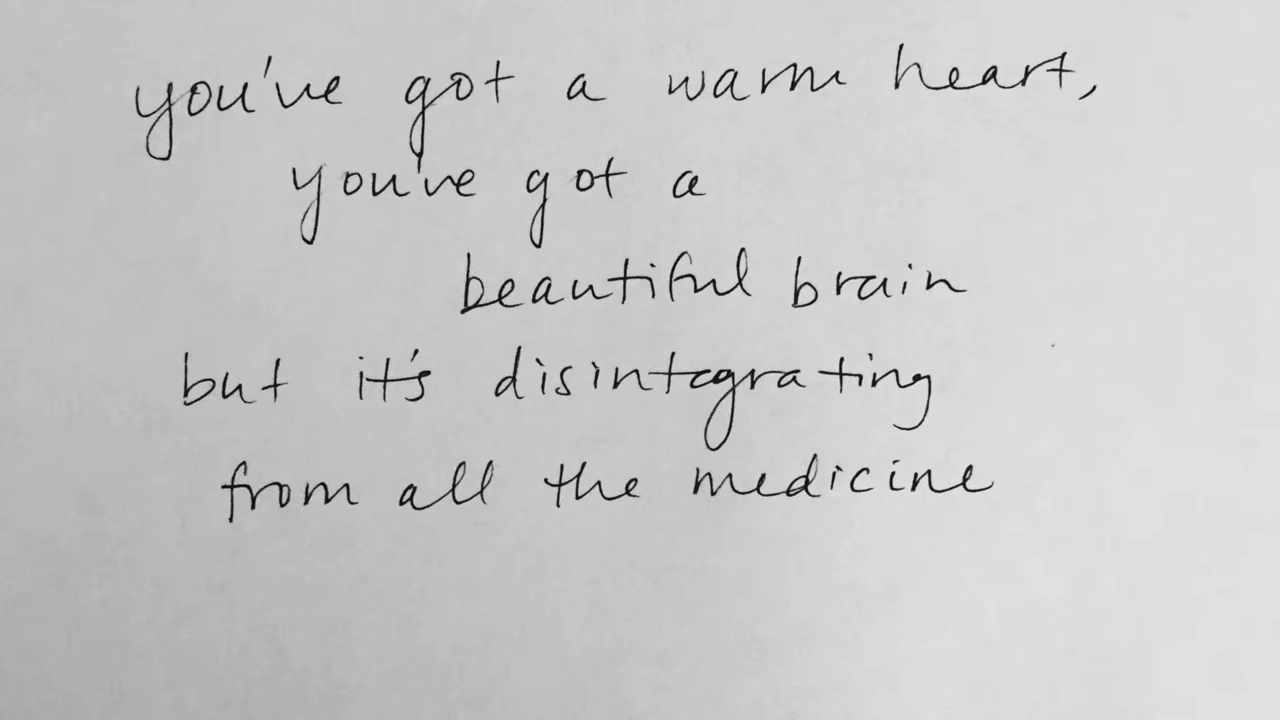 you've got a warm heart,
you've got a
beautiful brain
but it's disintegrating
from all the medicine